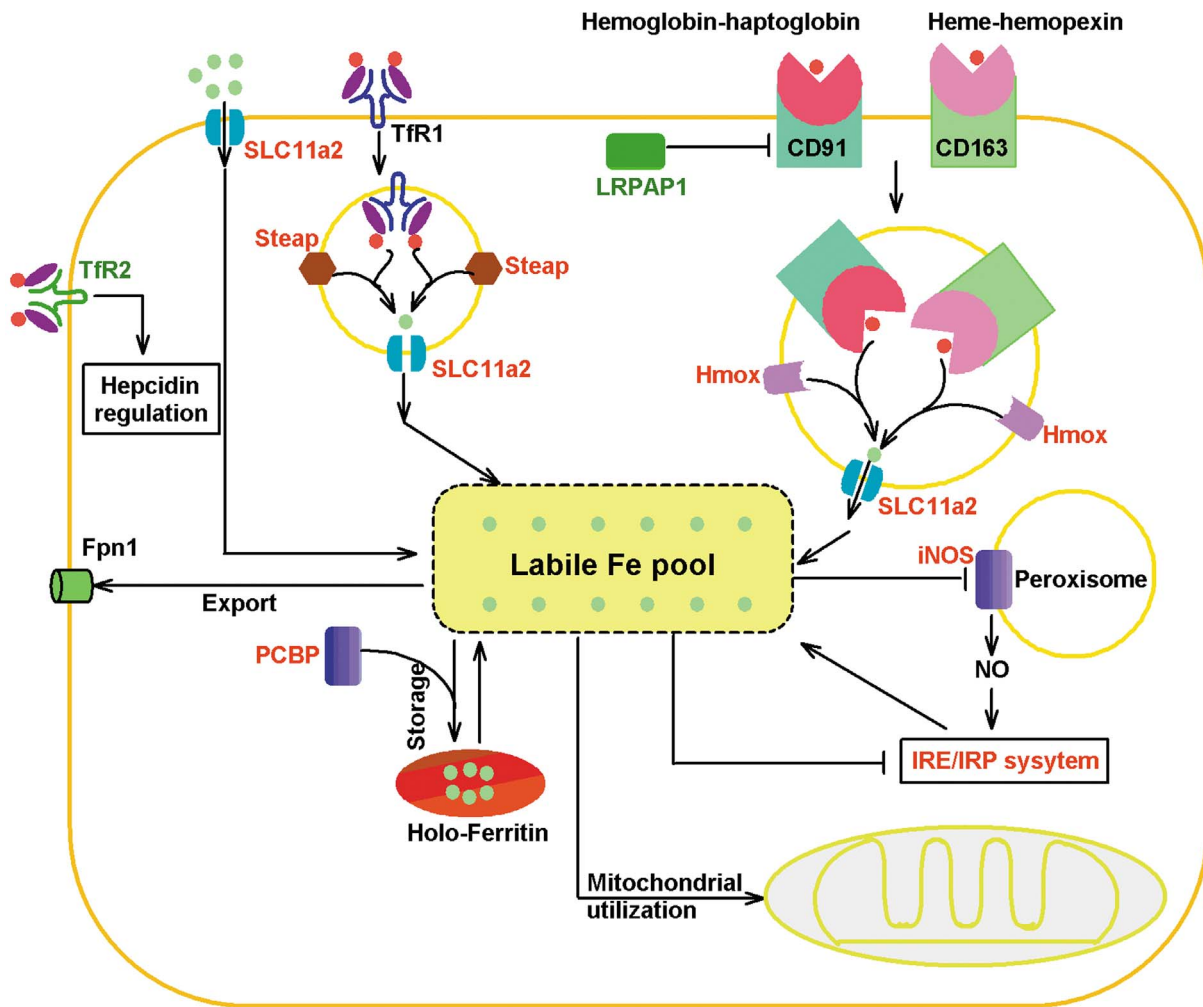 Hemoglobin-haptoglobin
Heme-hemopexin
SLC11a2
TfR1
CD91
CD163
LRPAP1
TfR2
Steap
Steap
SLC11a2
Hepcidin
regulation
Hmox
Hmox
SLC11a2
Fpn1
Labile Fe pool
iNOS
Peroxisome
Export
PCBP
Storage
NO
IRE/IRP sysytem
Holo-Ferritin
Mitochondrial
utilization